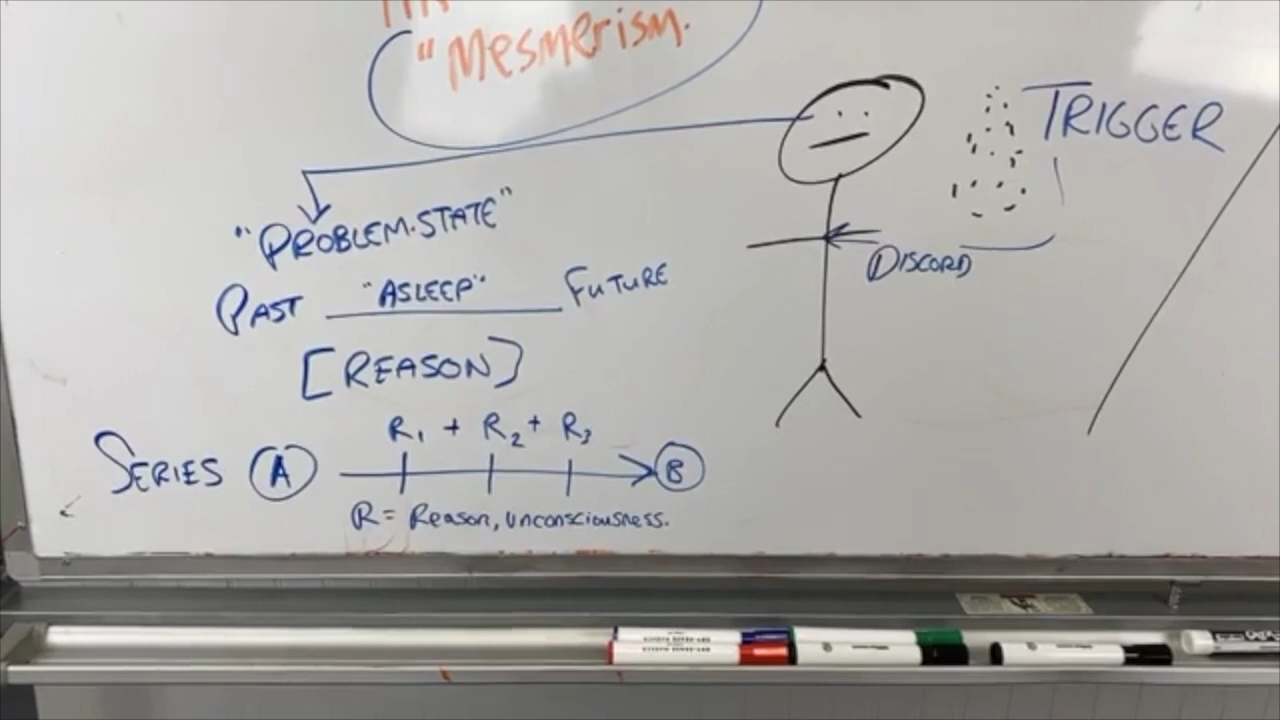 "Mesmerism.
TRIGGER
"PROBLEM.STATE"
DISCORD
PAST "ASLEEP" FUTURE
[REASON]
R1 + R2 + R3
SERIES A B
R = Reason, unconsciousness.